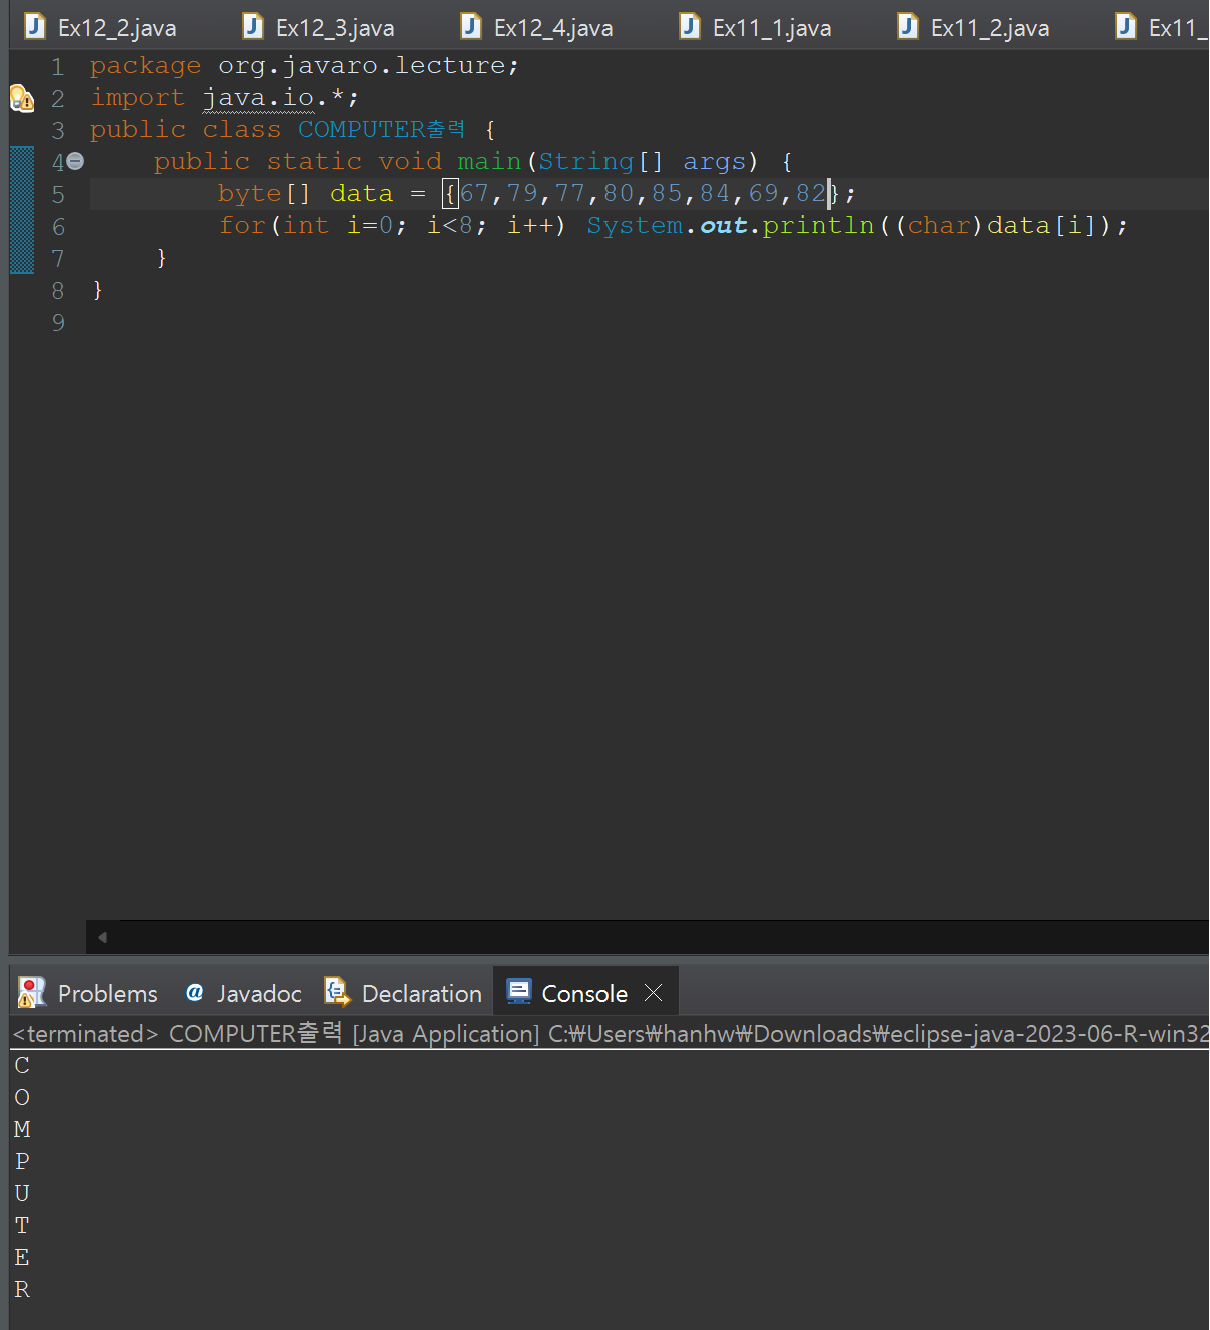 Ex12_2.java Ex12_3.java Ex12_4.java Ex11_1.java Ex11_2.java Ex11_
1 package org.javaro.lecture;
2 import java.io.*;
3 public class COMPUTER출력 {
4 public static void main(String[] args) {
5 byte[] data = {67,79,77,80,85,84,69,82};
6 for(int i=0; i<8; i++) System.out.println((char)data[i]);
7 }
8 }
9
Problems @ Javadoc Declaration Console
<terminated> COMPUTER출력 [Java Application] C:₩Users₩hanhw₩Downloads₩eclipse-java-2023-06-R-win32
C
O
M
P
U
T
E
R